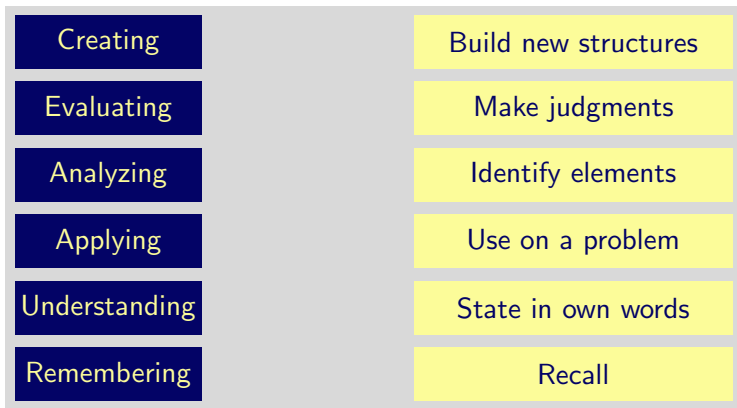 Creating Build new structures
Evaluating Make judgments
Analyzing Identify elements
Applying Use on a problem
Understanding State in own words
Remembering Recall